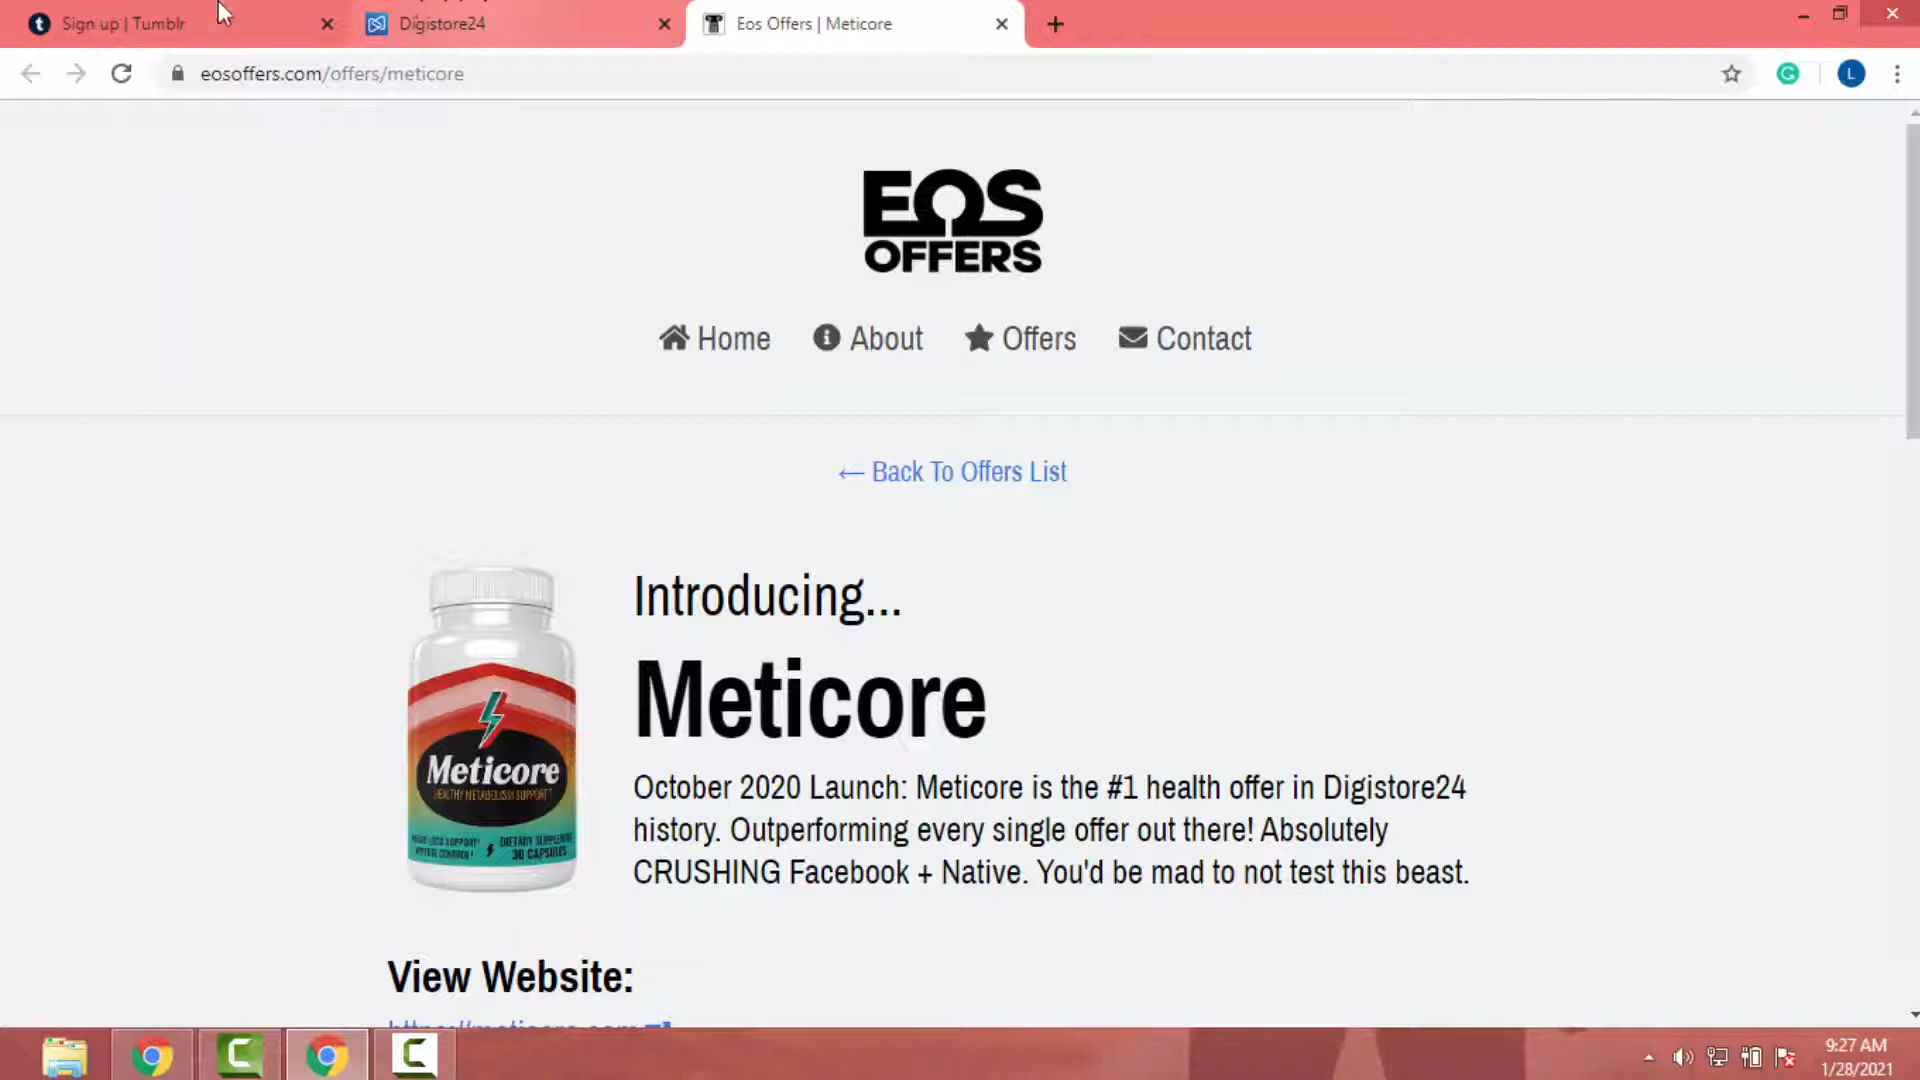 Sign up | Tumblr
Digistore24
Eos Offers | Meticore
eosoffers.com/offers/meticore
L
EOS
OFFERS
Home
About
Offers
Contact
← Back To Offers List
Introducing...
Meticore
October 2020 Launch: Meticore is the #1 health offer in Digistore24
history. Outperforming every single offer out there! Absolutely
CRUSHING Facebook + Native. You'd be mad to not test this beast.
Meticore
HEALTHY METABOLISM SUPPORT
DIETARY SUPPLEMENT
30 CAPSULES
View Website:
9:27 AM
1/28/2021